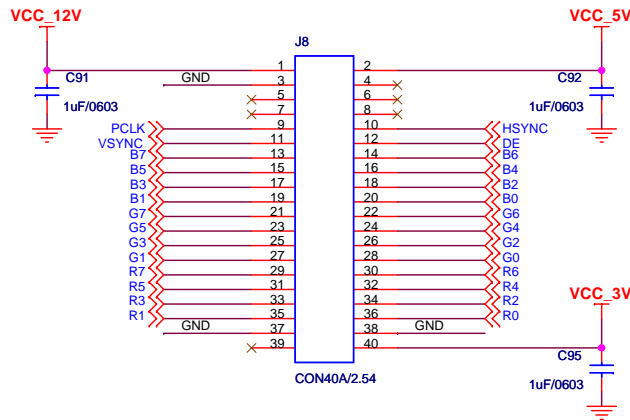 VCC_12V VCC_5V
J8
1 2
C91 C92
GND 3 4
1uF/0603 5 6 1uF/0603
7 8
PCLK 9 10 HSYNC
VSYNC 11 12 DE
B7 13 14 B6
B5 15 16 B4
B3 17 18 B2
B1 19 20 B0
G7 21 22 G6
G5 23 24 G4
G3 25 26 G2
G1 27 28 G0
R7 29 30 R6
R5 31 32 R4
VCC_3V
R3 33 34 R2
R1 35 36 R0
GND 37 38 GND
39 40
C95
CON40A/2.54
1uF/0603